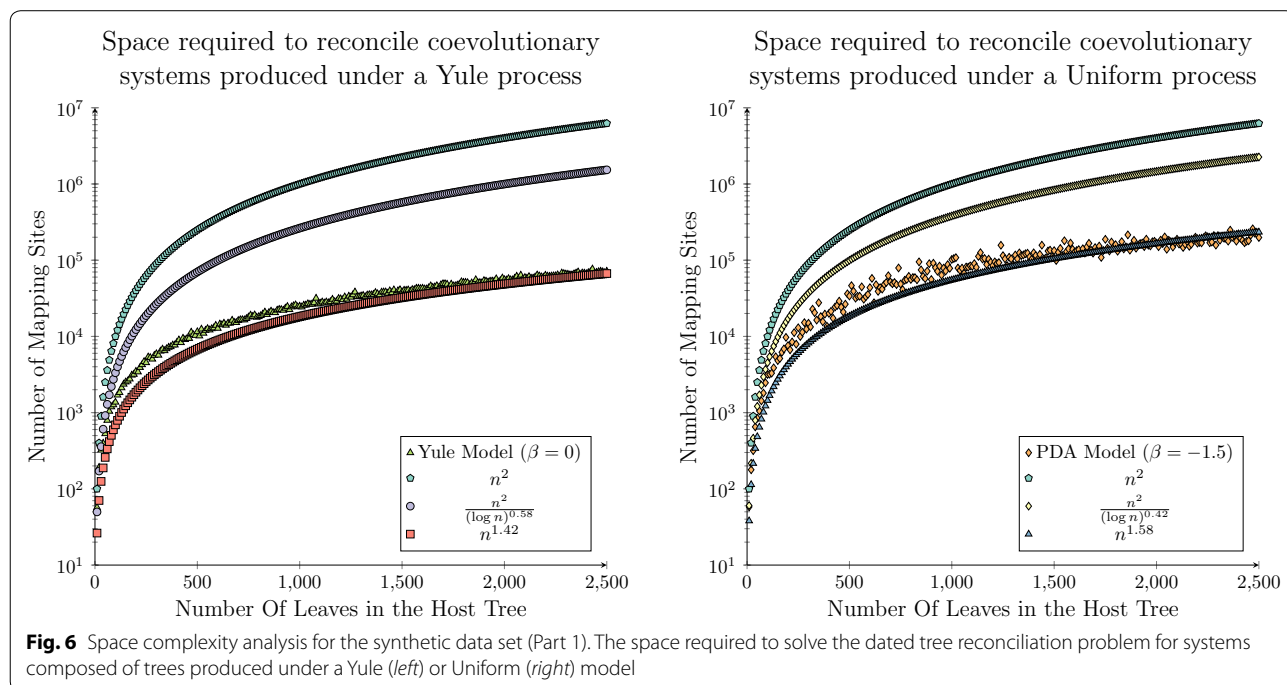 Space required to reconcile coevolutionary
systems produced under a Yule process
10^7
10^6
10^5
10^4
10^3
10^2
10^1
Number of Mapping Sites
0
500
1,000
1,500
2,000
2,500
Number Of Leaves in the Host Tree
Yule Model (β = 0)
n^2
n^2/(log n)^0.58
n^1.42
Space required to reconcile coevolutionary
systems produced under a Uniform process
10^7
10^6
10^5
10^4
10^3
10^2
10^1
Number of Mapping Sites
0
500
1,000
1,500
2,000
2,500
Number Of Leaves in the Host Tree
PDA Model (β = −1.5)
n^2
n^2/(log n)^0.42
n^1.58
Fig. 6 Space complexity analysis for the synthetic data set (Part 1). The space required to solve the dated tree reconciliation problem for systems
composed of trees produced under a Yule (left) or Uniform (right) model